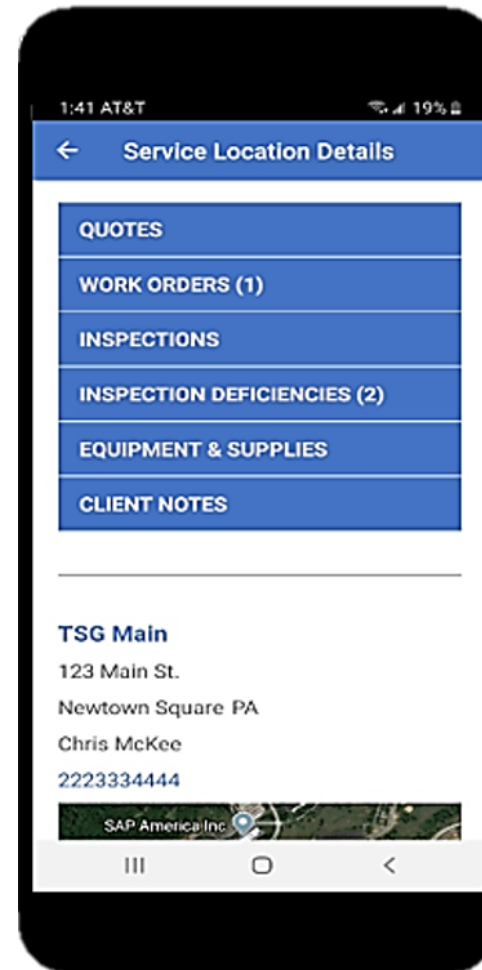 1:41 AT&T 19%
Service Location Details
QUOTES
WORK ORDERS (1)
INSPECTIONS
INSPECTION DEFICIENCIES (2)
EQUIPMENT & SUPPLIES
CLIENT NOTES
TSG Main
123 Main St.
Newtown Square PA
Chris McKee
2223334444
SAP America Inc